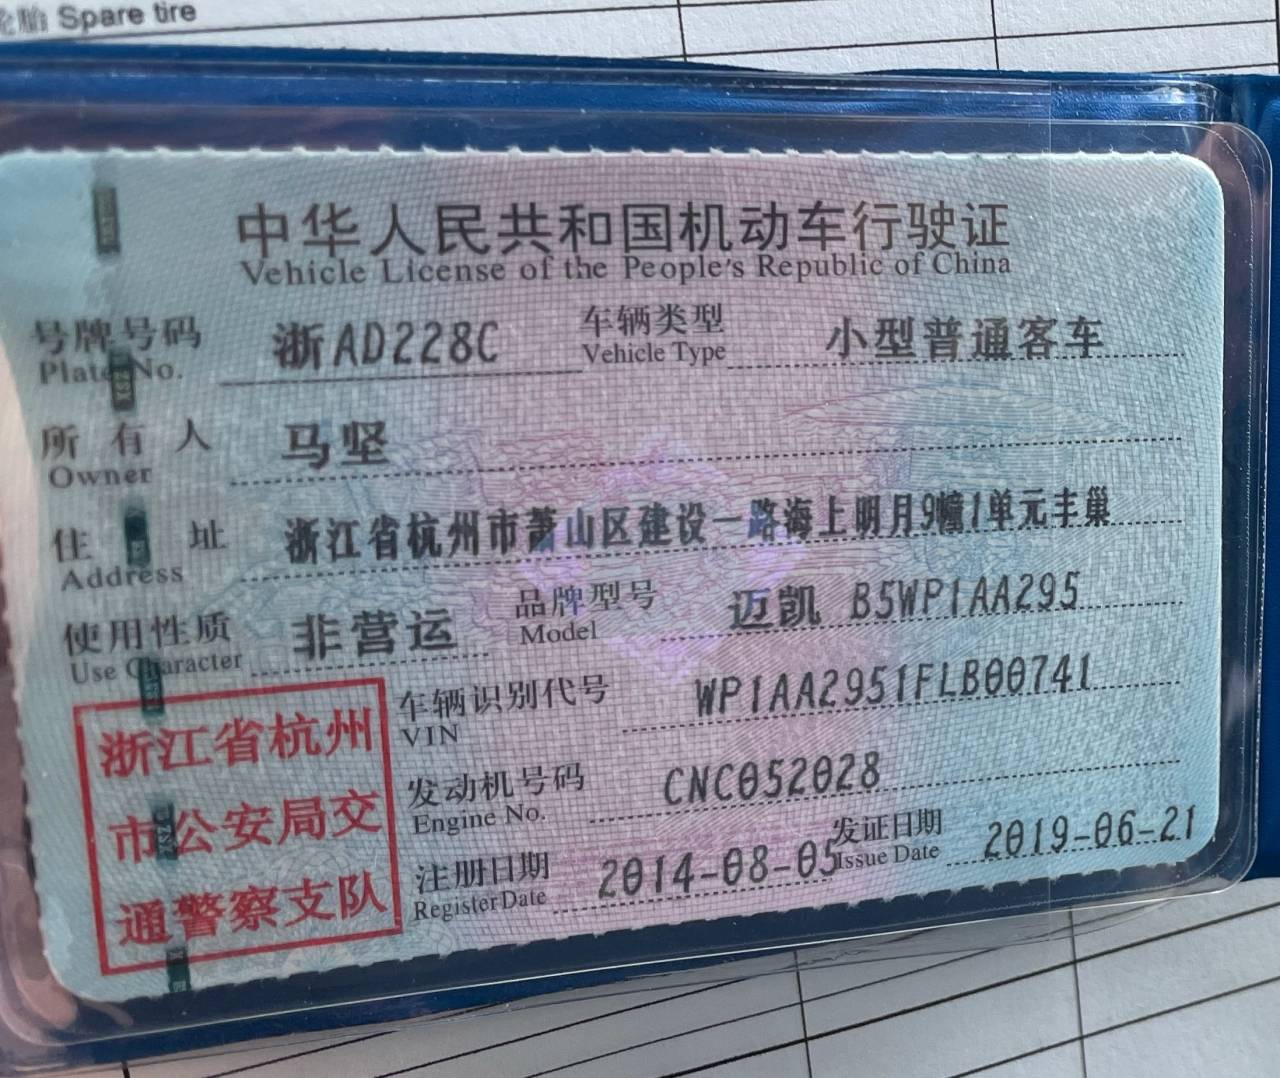 胎 Spare tire
中华人民共和国机动车行驶证
Vehicle License of the People's Republic of China
号牌号码 浙AD228C 车辆类型 小型普通客车
Plate No. Vehicle Type
所有人 马坚
Owner
住址 浙江省杭州市萧山区建设一路海上明月9幢1单元丰巢
Address
使用性质 非营运 品牌型号 迈凯 B5WP1AA295
Use Character Model
车辆识别代号 WP1AA2951FLB00741
VIN
发动机号码 CNC052028
Engine No.
注册日期 2014-08-05 发证日期 2019-06-21
Register Date Issue Date
浙江省杭州
市公安局交
通警察支队